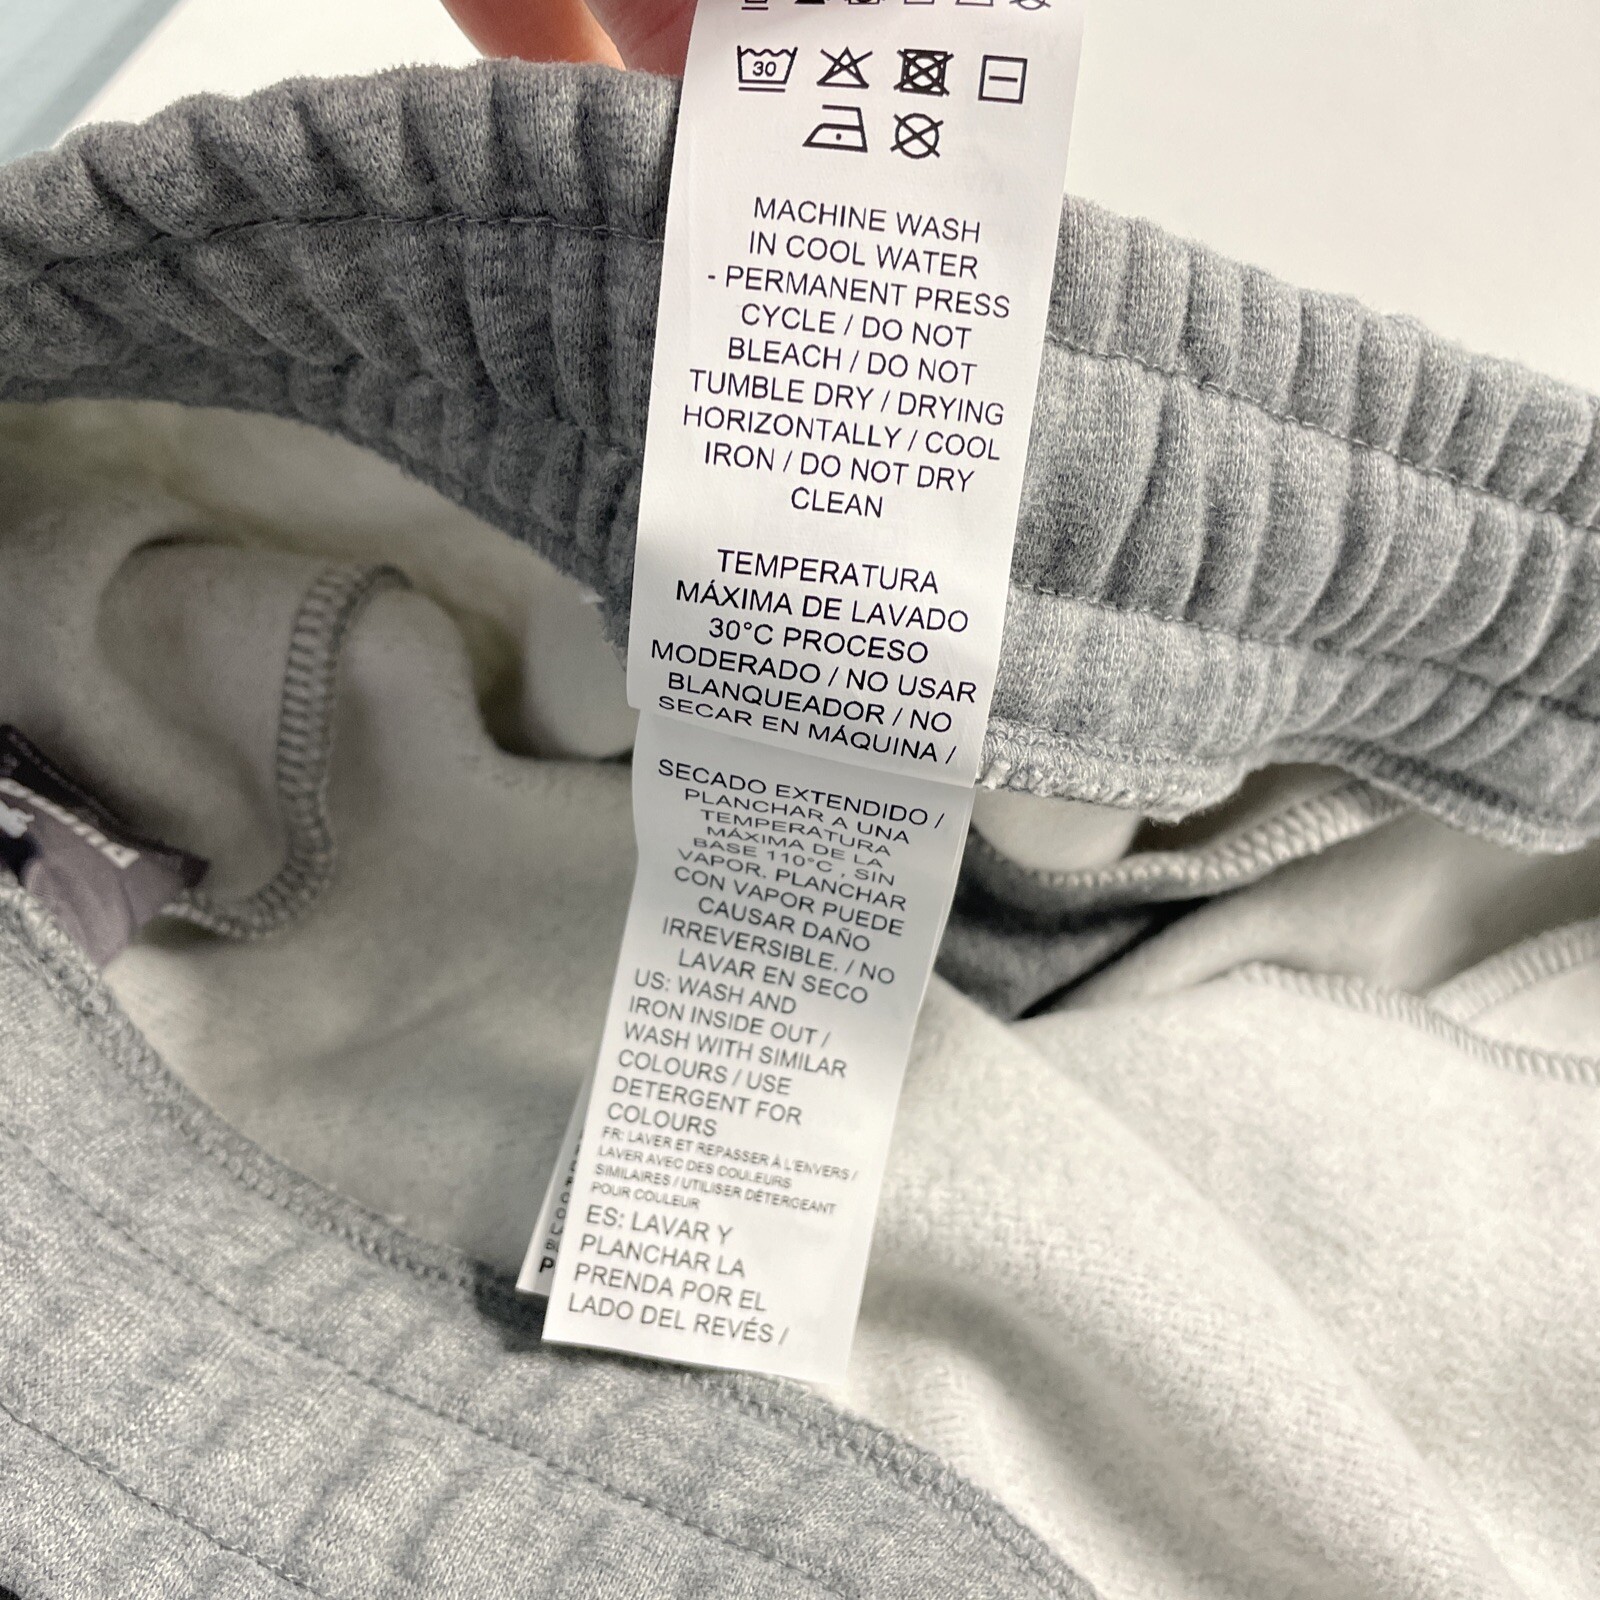 30
MACHINE WASH
IN COOL WATER
- PERMANENT PRESS
CYCLE / DO NOT
BLEACH / DO NOT
TUMBLE DRY / DRYING
HORIZONTALLY / COOL
IRON / DO NOT DRY
CLEAN
TEMPERATURA
MÁXIMA DE LAVADO
30°C PROCESO
MODERADO / NO USAR
BLANQUEADOR / NO
SECAR EN MÁQUINA /
SECADO EXTENDIDO /
PLANCHAR A UNA
TEMPERATURA
MÁXIMA DE LA
BASE 110°C , SIN
VAPOR. PLANCHAR
CON VAPOR PUEDE
CAUSAR DAÑO
IRREVERSIBLE. / NO
LAVAR EN SECO
US: WASH AND
IRON INSIDE OUT /
WASH WITH SIMILAR
COLOURS / USE
DETERGENT FOR
COLOURS
FR: LAVER ET REPASSER À L'ENVERS /
LAVER AVEC DES COULEURS
SIMILAIRES / UTILISER DÉTERGEANT
POUR COULEUR
ES: LAVAR Y
PLANCHAR LA
PRENDA POR EL
LADO DEL REVÉS /